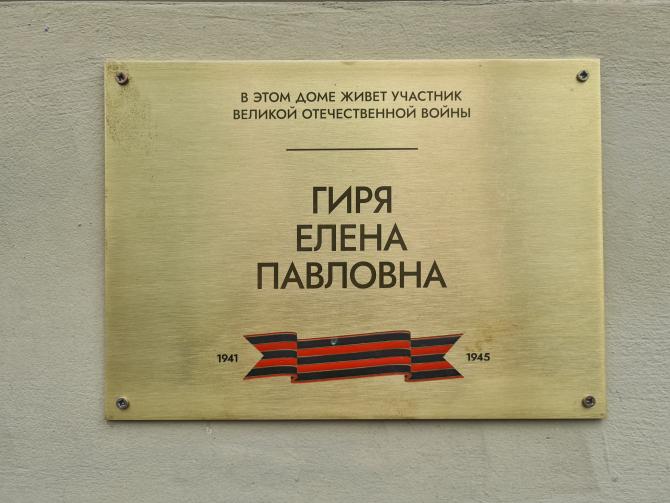 В ЭТОМ ДОМЕ ЖИВЕТ УЧАСТНИК
ВЕЛИКОЙ ОТЕЧЕСТВЕННОЙ ВОЙНЫ
ГИРЯ
ЕЛЕНА
ПАВЛОВНА
1941 1945